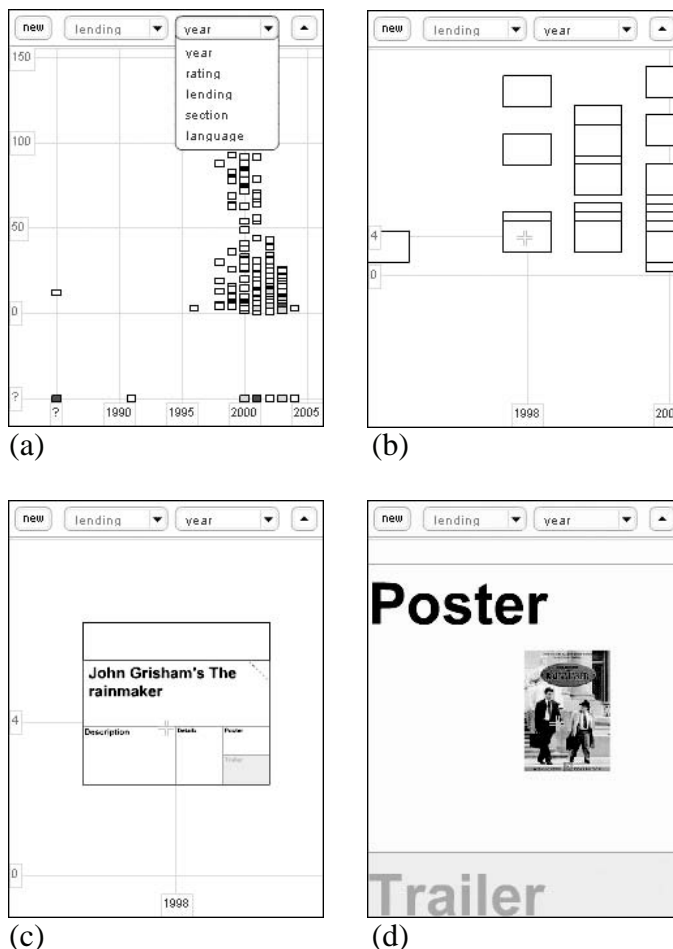 new lending year
year
rating
lending
section
language
150
100
50
0
?
? 1990 1995 2000 2005
(a)
new lending year
4
0
1998 200
(b)
new lending year
John Grisham's The
rainmaker
Description Details Poster
Trailer
4
0
1998
(c)
new lending year
Poster
Trailer
(d)